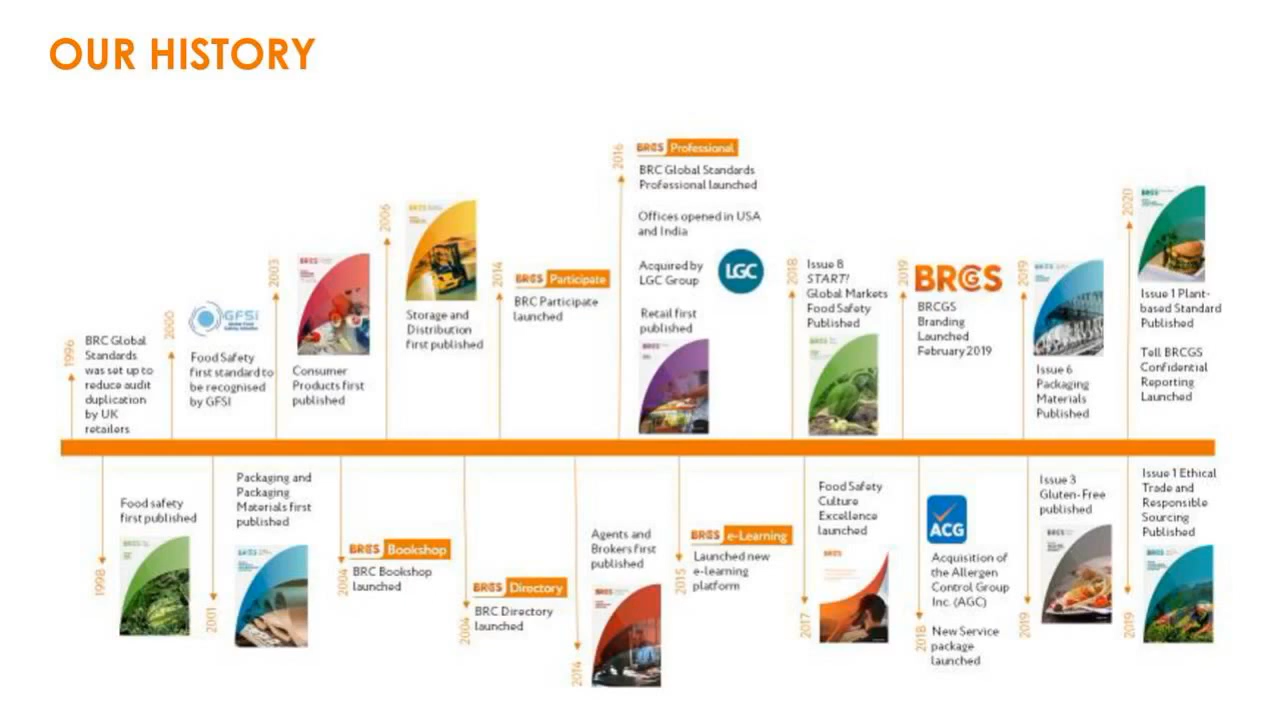 OUR HISTORY
1996
BRC Global
Standards
was set up to
reduce audit
duplication
by UK
retailers
2000
GFSi
Food Safety
first standard to
be recognised
by GFSI
2003
Consumer
Products first
published
2006
Storage and
Distribution
first published
2014
BRGS Participate
BRC Participate
launched
2016
BRGS Professional
BRC Global Standards
Professional launched
Offices opened in USA
and India
Acquired by
LGC Group
LGC
Retail first
published
2018
Issue 8
START!
Global Markets
Food Safety
Published
2019
BRCGS
BRCGS
Branding
Launched
February 2019
2019
Issue 6
Packaging
Materials
Published
2020
Issue 1 Plant-
based Standard
Published
Tell BRCGS
Confidential
Reporting
Launched
1998
Food safety
first published
2001
Packaging and
Packaging
Materials first
published
2004
BRGS Bookshop
BRC Bookshop
launched
2004
BRGS Directory
BRC Directory
launched
2014
Agents and
Brokers first
published
2015
BRGS e-Learning
Launched new
e-learning
platform
2017
Food Safety
Culture
Excellence
launched
2018
ACG
Acquisition of
the Allergen
Control Group
Inc. (AGC)
New Service
package
launched
2019
Issue 3
Gluten-Free
published
2019
Issue 1 Ethical
Trade and
Responsible
Sourcing
Published